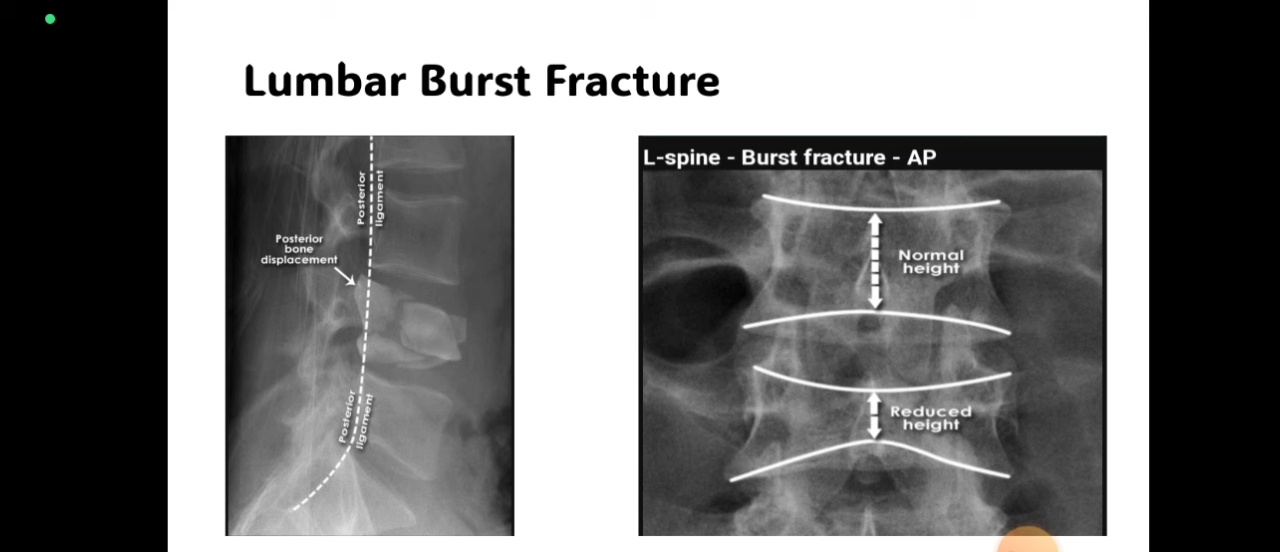 Lumbar Burst Fracture
Posterior
ligament
Posterior
bone
displacement
Posterior
ligament
L-spine - Burst fracture - AP
Normal
height
Reduced
height